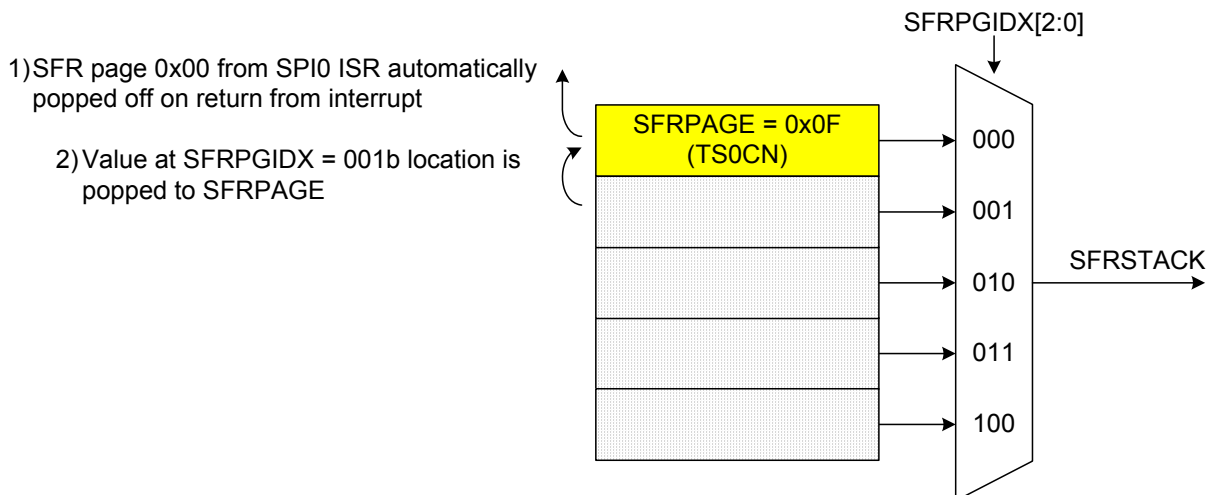 SFRPGIDX[2:0]
1) SFR page 0x00 from SPI0 ISR automatically
popped off on return from interrupt
2) Value at SFRPGIDX = 001b location is
popped to SFRPAGE
SFRPAGE = 0x0F
(TS0CN)
000
001
010
011
100
SFRSTACK